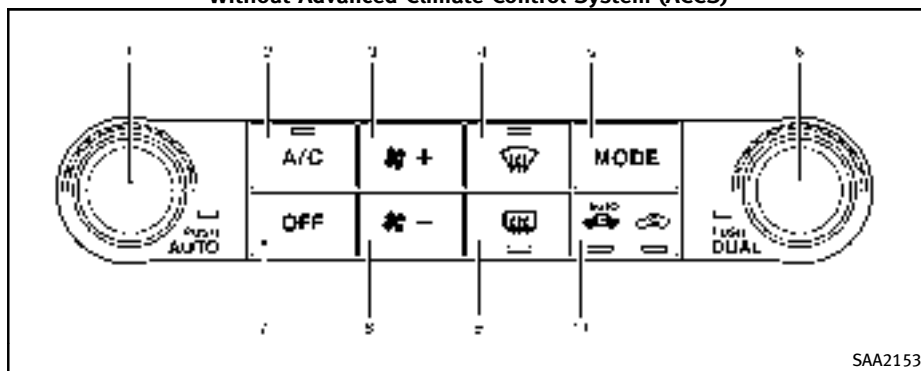 Without Advanced Climate Control System (ACCS)
1 2 3 4 5 6
A/C + MODE
AUTO
OFF −
PUSH AUTO PUSH DUAL
7 8 9
SAA2153